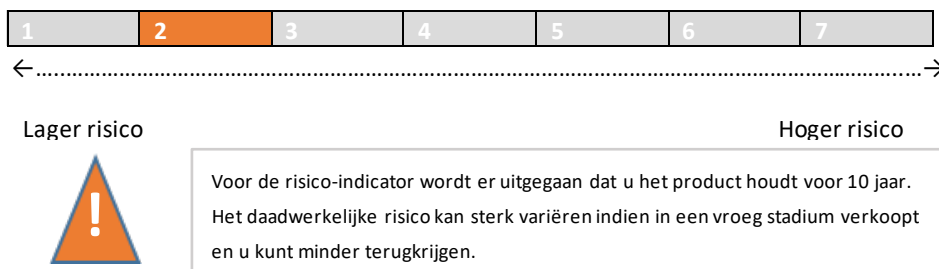 1 2 3 4 5 6 7
Lager risico Hoger risico
!
Voor de risico-indicator wordt er uitgegaan dat u het product houdt voor 10 jaar.
Het daadwerkelijke risico kan sterk variëren indien in een vroeg stadium verkoopt
en u kunt minder terugkrijgen.